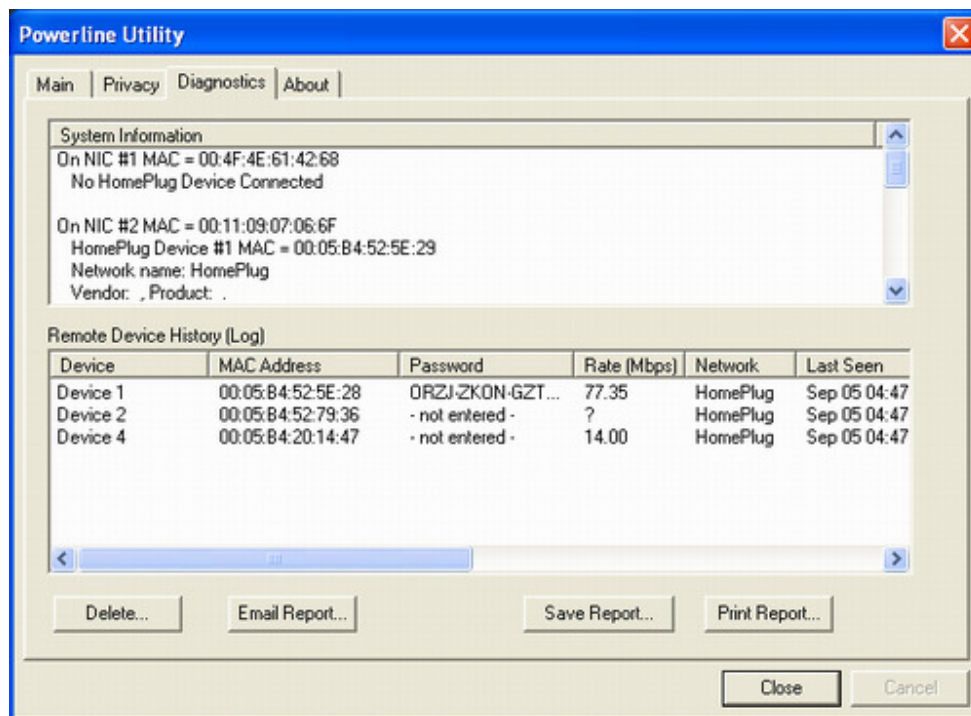 Powerline Utility
Main Privacy Diagnostics About
System Information
On NIC #1 MAC = 00:4F:4E:61:42:68
No HomePlug Device Connected
On NIC #2 MAC = 00:11:09:07:06:6F
HomePlug Device #1 MAC = 00:05:B4:52:5E:29
Network name: HomePlug
Vendor: , Product: .
Remote Device History (Log)
Device MAC Address Password Rate (Mbps) Network Last Seen
Device 1 00:05:B4:52:5E:28 ORZJ-ZKON-GZT... 77.35 HomePlug Sep 05 04:47
Device 2 00:05:B4:52:79:36 - not entered - ? HomePlug Sep 05 04:47
Device 4 00:05:B4:20:14:47 - not entered - 14.00 HomePlug Sep 05 04:47
Delete... Email Report... Save Report... Print Report...
Close Cancel